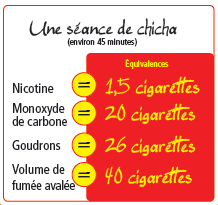 Une séance de chicha
(environ 45 minutes)
Équivalences
Nicotine = 1,5 cigarettes
Monoxyde
de carbone = 20 cigarettes
Goudrons = 26 cigarettes
Volume de
fumée avalée = 40 cigarettes